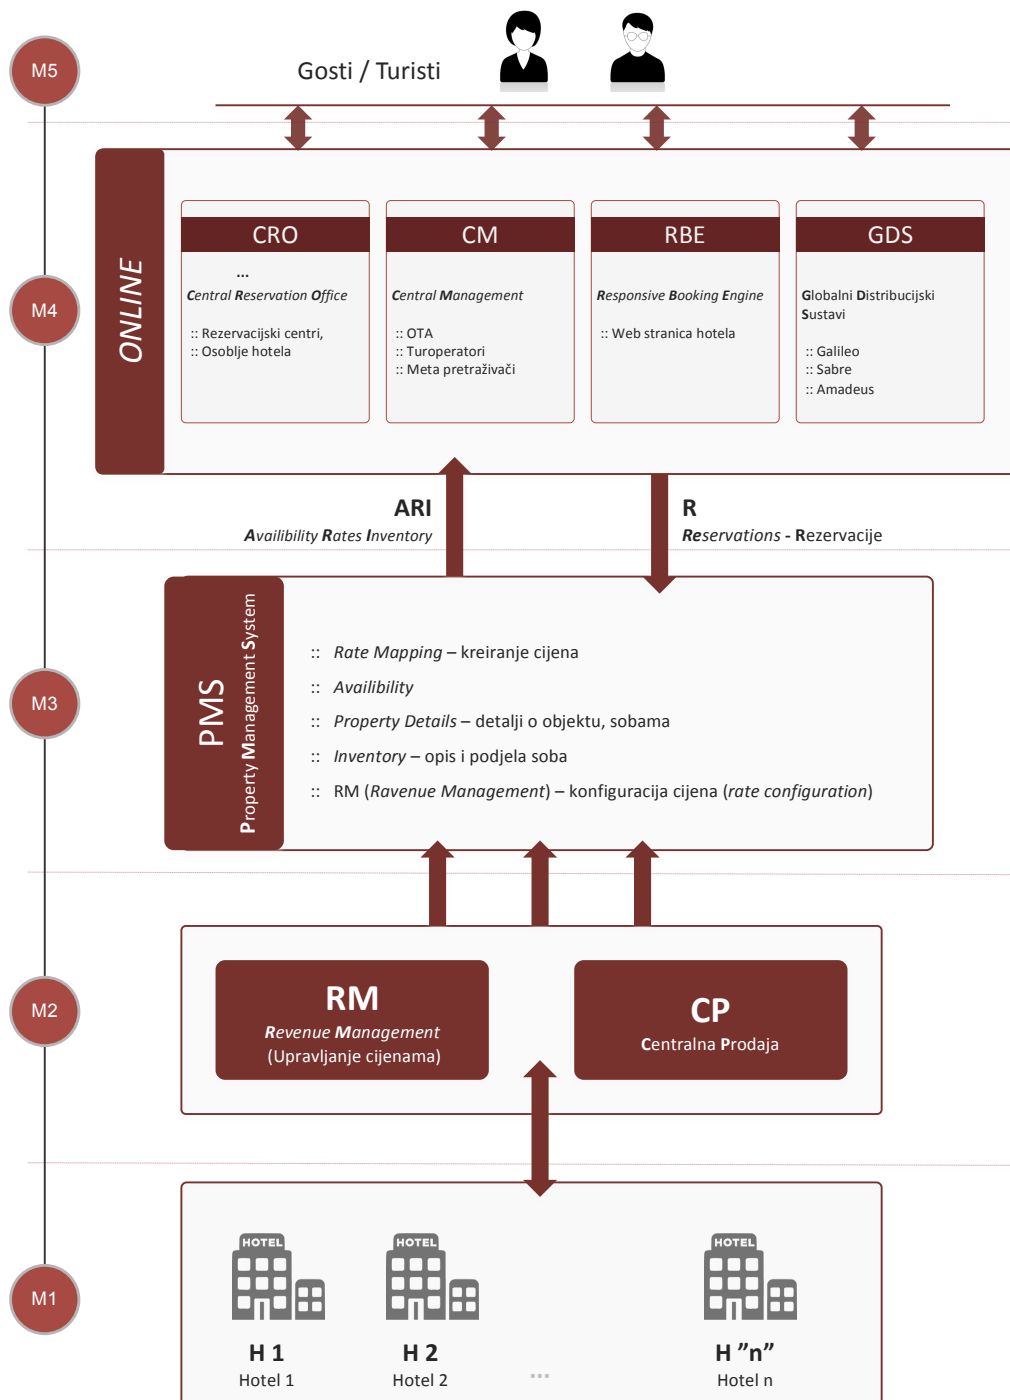 M5
Gosti / Turisti
M4
ONLINE
CRO
CM
RBE
GDS
...
Central Reservation Office
:: Rezervacijski centri,
:: Osoblje hotela
Central Management
:: OTA
:: Turoperatori
:: Meta pretraživači
Responsive Booking Engine
:: Web stranica hotela
Globalni Distribucijski
Sustavi
:: Galileo
:: Sabre
:: Amadeus
ARI
Availibility Rates Inventory
R
Reservations - Rezervacije
M3
PMS
Property Management System
:: Rate Mapping – kreiranje cijena
:: Availibility
:: Property Details – detalji o objektu, sobama
:: Inventory – opis i podjela soba
:: RM (Ravenue Management) – konfiguracija cijena (rate configuration)
M2
RM
Revenue Management
(Upravljanje cijenama)
CP
Centralna Prodaja
M1
HOTEL
HOTEL
HOTEL
H 1
Hotel 1
H 2
Hotel 2
...
H ”n”
Hotel n